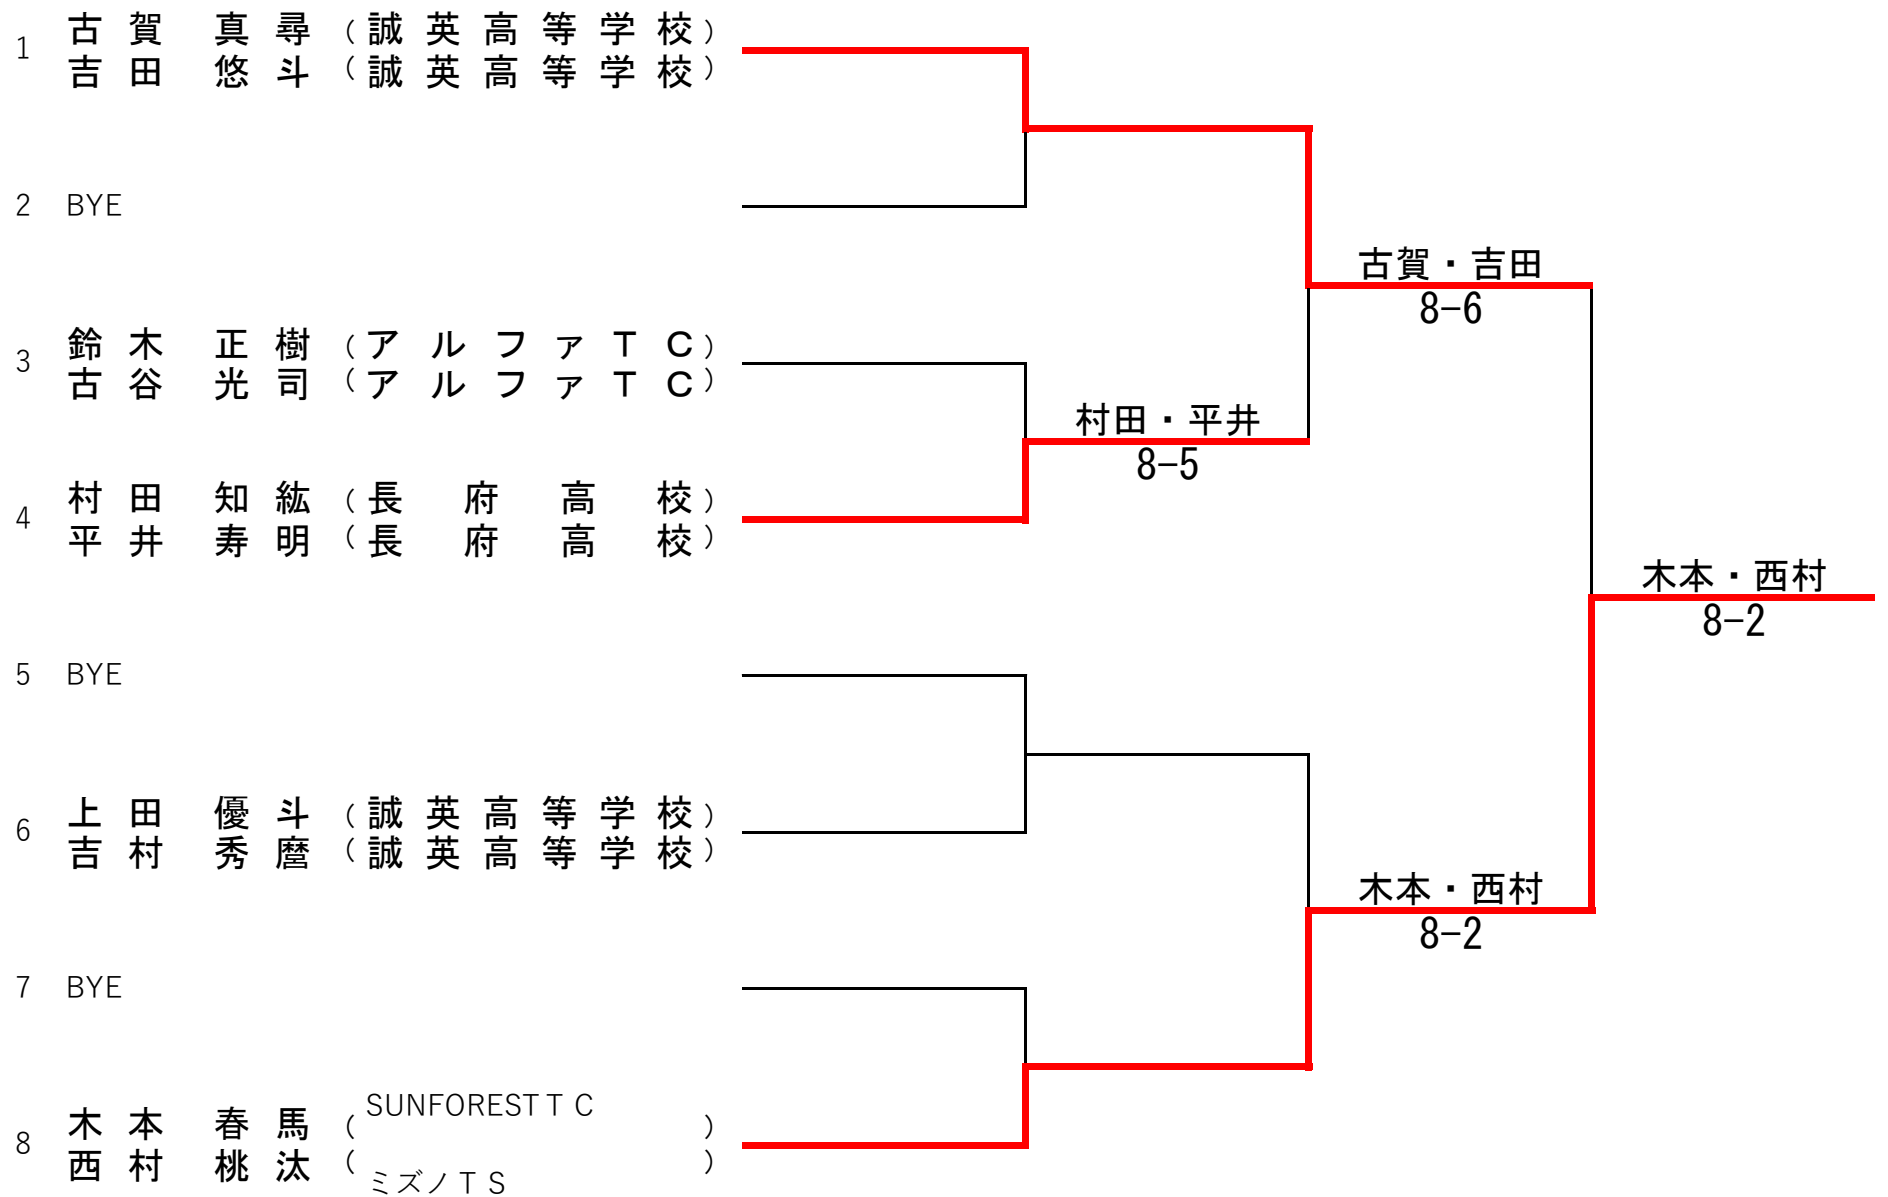 1 古賀 真尋 (誠英高等学校)
吉田 悠斗 (誠英高等学校)
2 BYE
古賀・吉田
8-6
3 鈴木 正樹 (アルファTC)
古谷 光司 (アルファTC)
村田・平井
8-5
4 村田 知紘 (長府高校)
平井 寿明 (長府高校)
木本・西村
8-2
5 BYE
6 上田 優斗 (誠英高等学校)
吉村 秀麿 (誠英高等学校)
木本・西村
8-2
7 BYE
8 木本 春馬 (SUNFORESTTC)
西村 桃汰 (ミズノTS)